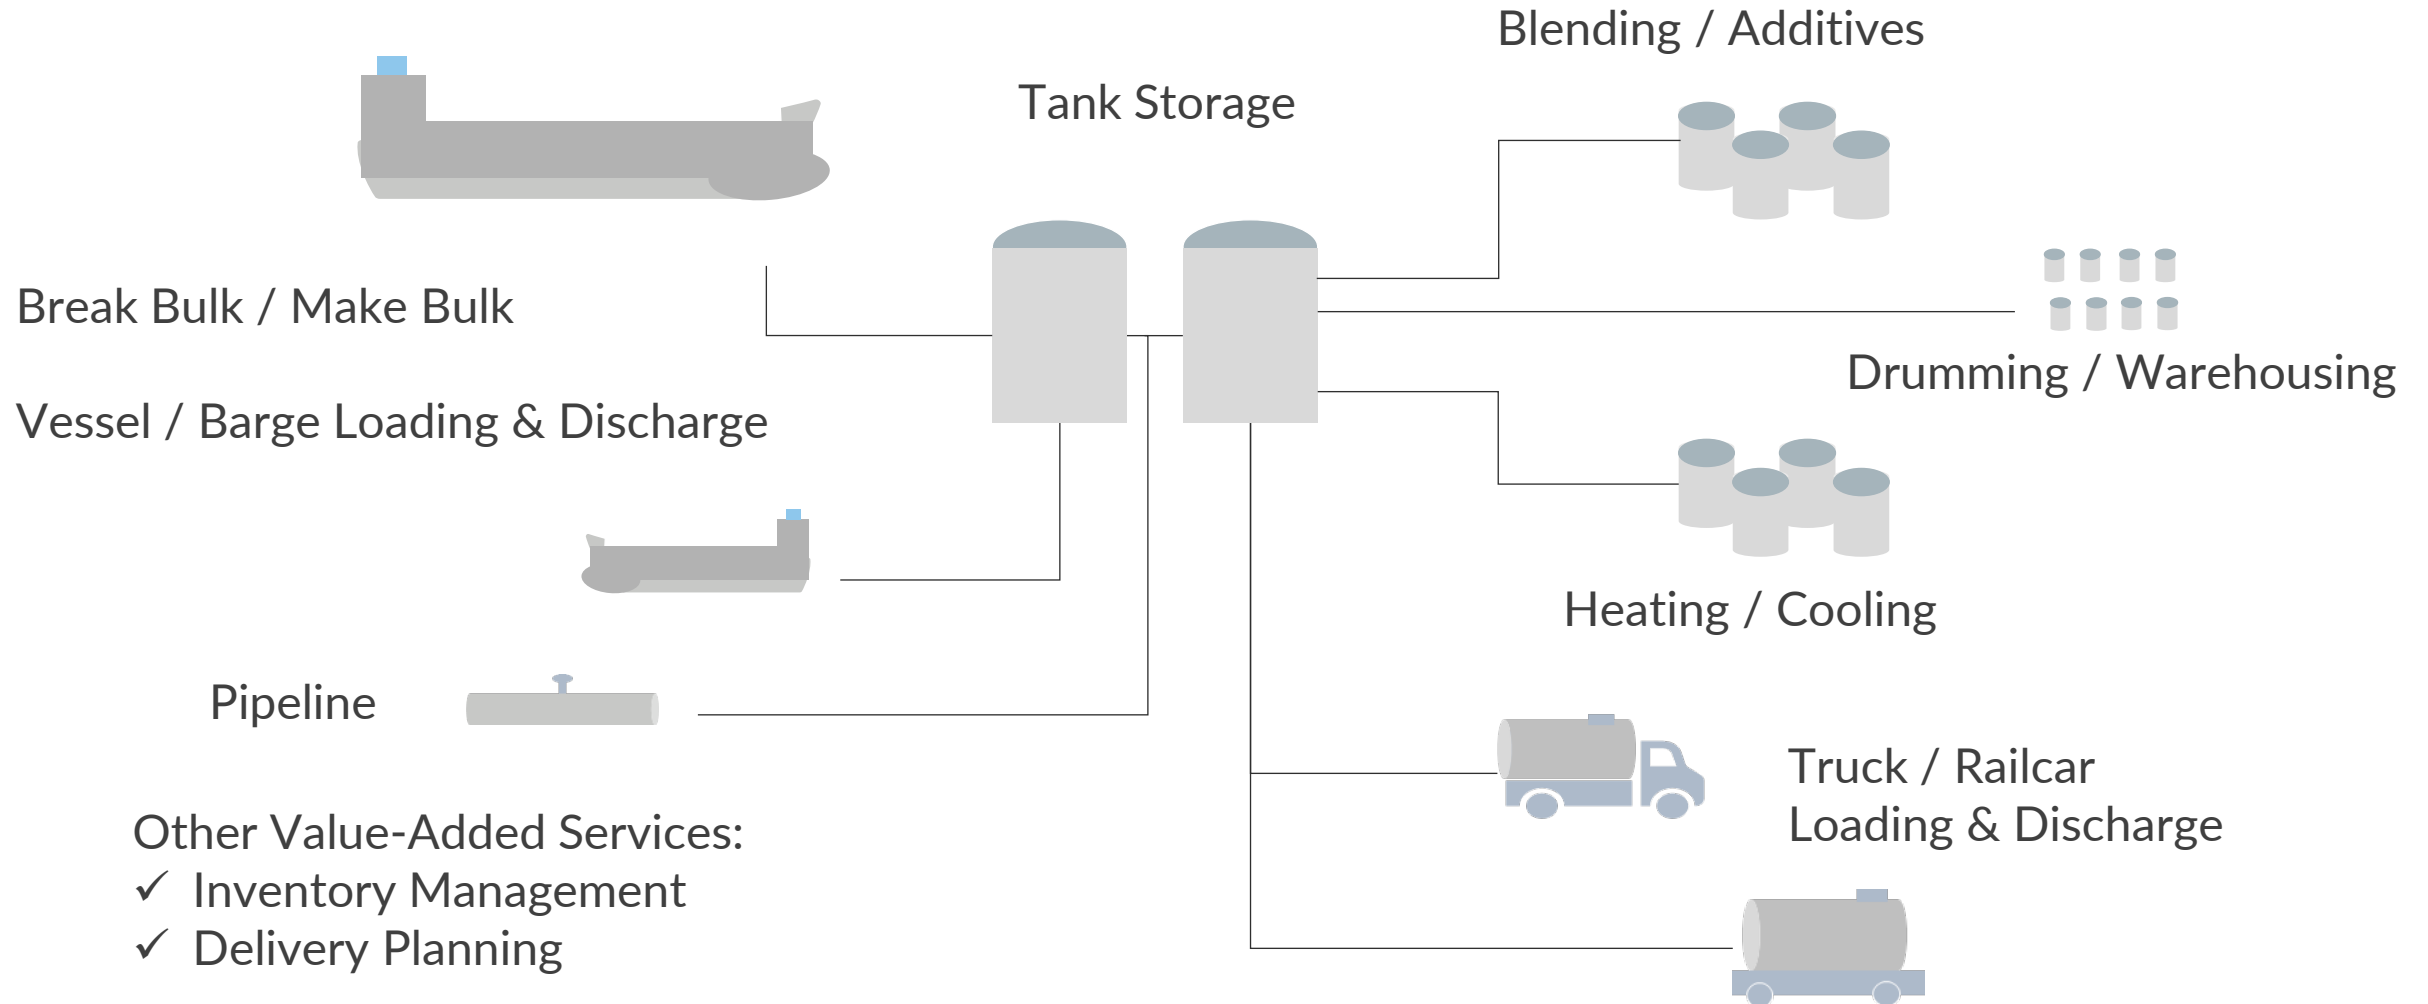 Blending / Additives
Tank Storage
Break Bulk / Make Bulk
Drumming / Warehousing
Vessel / Barge Loading & Discharge
Heating / Cooling
Pipeline
Truck / Railcar
Loading & Discharge
Other Value-Added Services:
✓ Inventory Management
✓ Delivery Planning